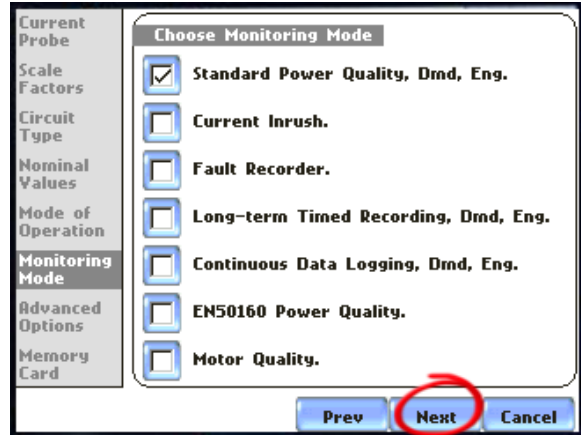 Current
Probe
Scale
Factors
Circuit
Type
Nominal
Values
Mode of
Operation
Monitoring
Mode
Advanced
Options
Memory
Card
Choose Monitoring Mode
Standard Power Quality, Dmd, Eng.
Current Inrush.
Fault Recorder.
Long-term Timed Recording, Dmd, Eng.
Continuous Data Logging, Dmd, Eng.
EN50160 Power Quality.
Motor Quality.
Prev Next Cancel